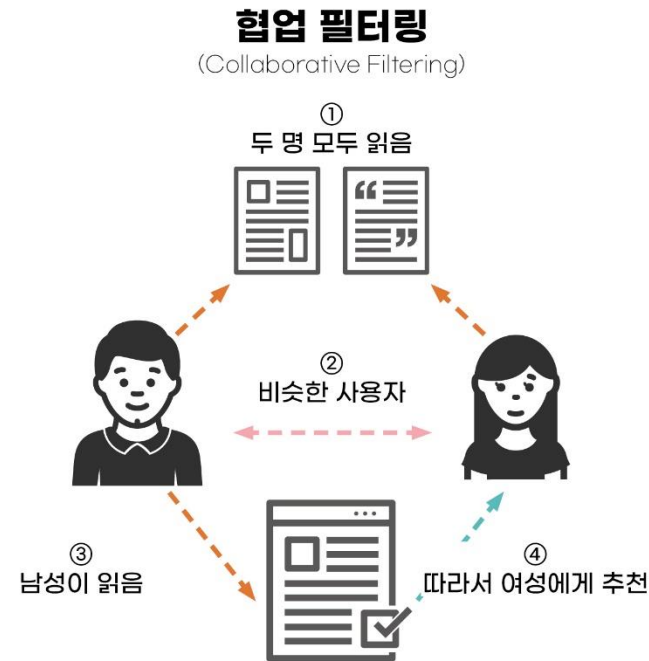 협업 필터링
(Collaborative Filtering)
①
두 명 모두 읽음
②
비슷한 사용자
③
남성이 읽음
④
따라서 여성에게 추천